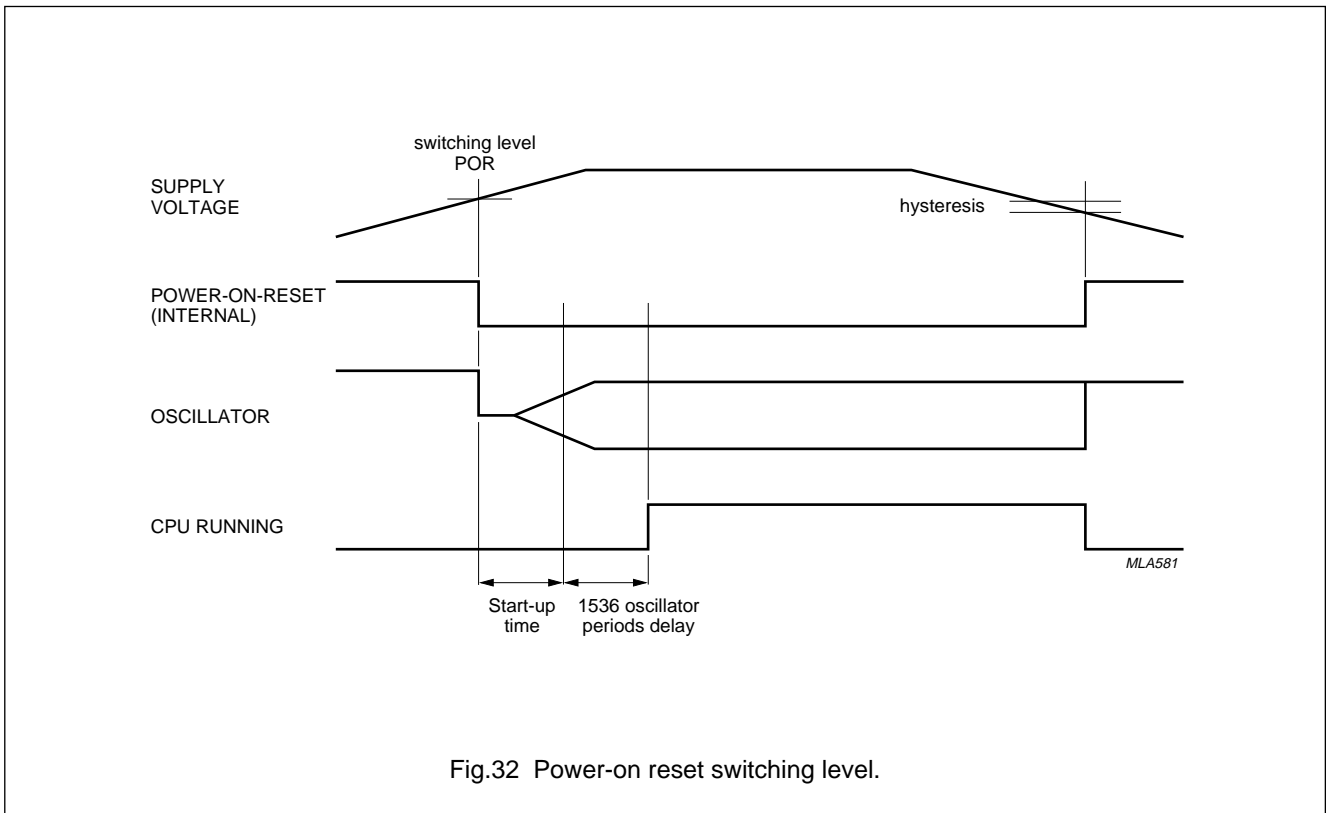 switching level
POR
SUPPLY
VOLTAGE
hysteresis
POWER-ON-RESET
(INTERNAL)
OSCILLATOR
CPU RUNNING
MLA581
Start-up
time
1536 oscillator
periods delay
Fig.32 Power-on reset switching level.